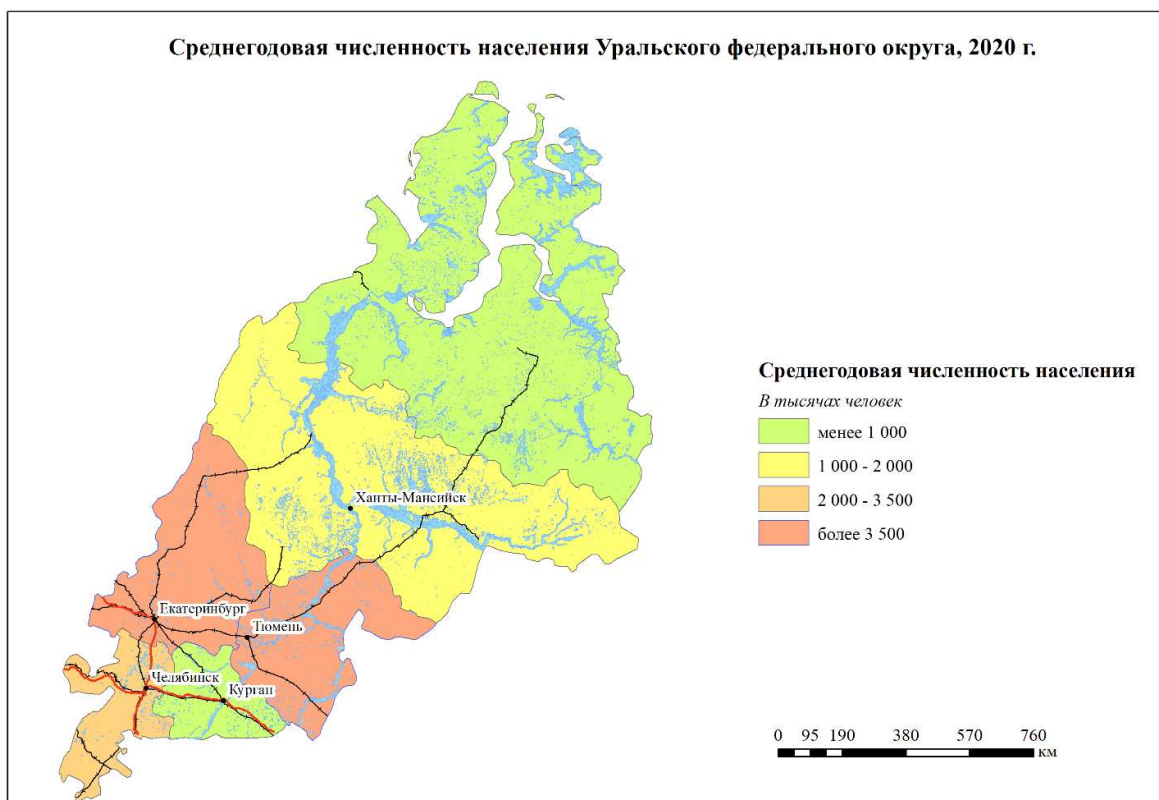 Среднегодовая численность населения Уральского федерального округа, 2020 г.
Среднегодовая численность населения
В тысячах человек
менее 1 000
1 000 - 2 000
2 000 - 3 500
более 3 500
Ханты-Мансийск
Екатеринбург
Тюмень
Челябинск
Курган
0 95 190 380 570 760
км